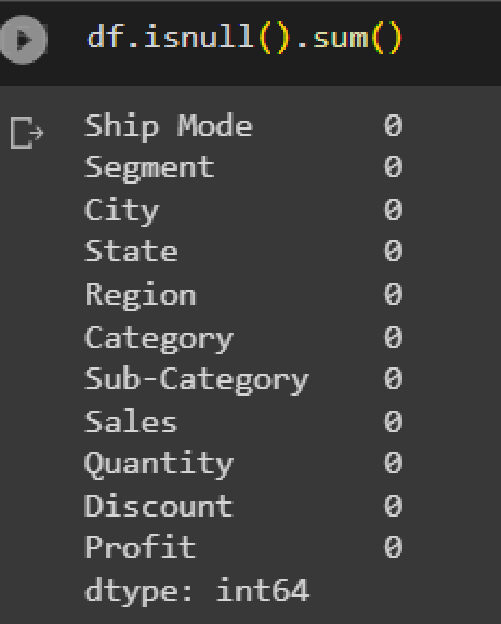 df.isnull().sum()
Ship Mode 0
Segment 0
City 0
State 0
Region 0
Category 0
Sub-Category 0
Sales 0
Quantity 0
Discount 0
Profit 0
dtype: int64